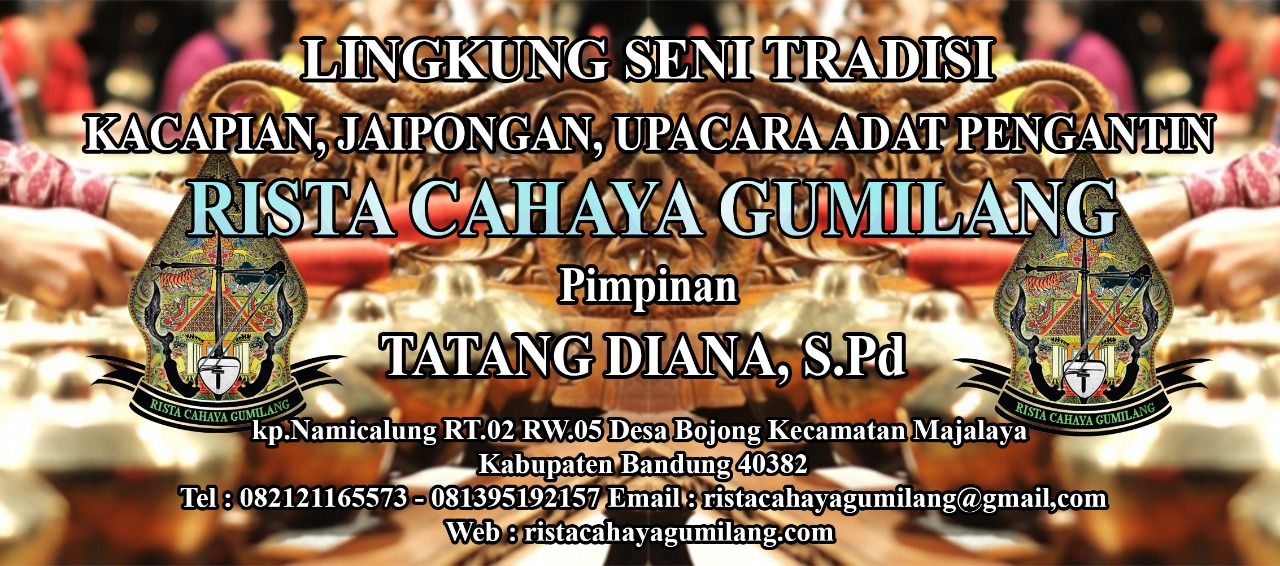 LINGKUNG SENI TRADISI
KACAPIAN, JAIPONGAN, UPACARA ADAT PENGANTIN
RISTA CAHAYA GUMILANG
Pimpinan
TATANG DIANA, S.Pd
RISTA CAHAYA GUMILANG
RISTA CAHAYA GUMILANG
kp.Namicalung RT.02 RW.05 Desa Bojong Kecamatan Majalaya
Kabupaten Bandung 40382
Tel : 082121165573 - 081395192157 Email : ristacahayagumilang@gmail,com
Web : ristacahayagumilang.com